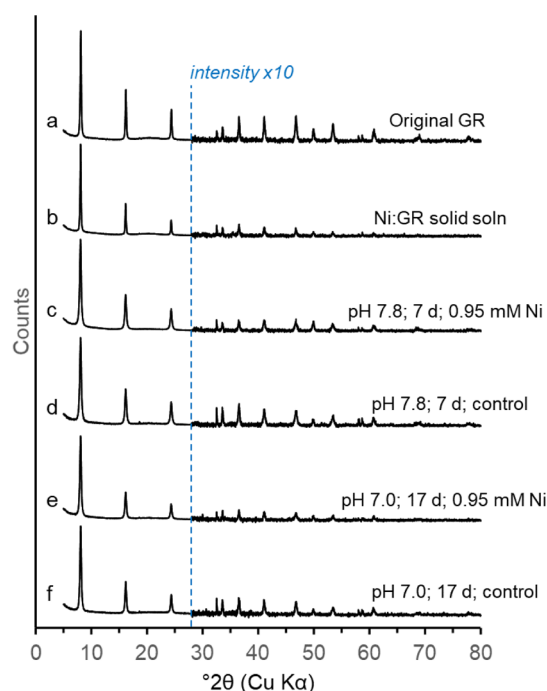 intensity x10
a
Original GR
b
Ni:GR solid soln
c
pH 7.8; 7 d; 0.95 mM Ni
d
pH 7.8; 7 d; control
e
pH 7.0; 17 d; 0.95 mM Ni
f
pH 7.0; 17 d; control
Counts
0 10 20 30 40 50 60 70 80
°2θ (Cu Kα)